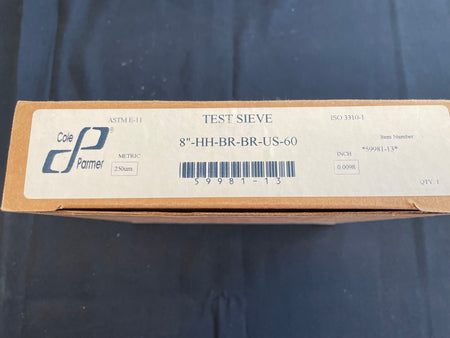 ASTM E-11
TEST SIEVE
ISO 3310-1
Cole
Parmer
®
8"-HH-BR-BR-US-60
Item Number:
*59981-13*
METRIC
250um
59981-13
INCH
0.0098
QTY. 1